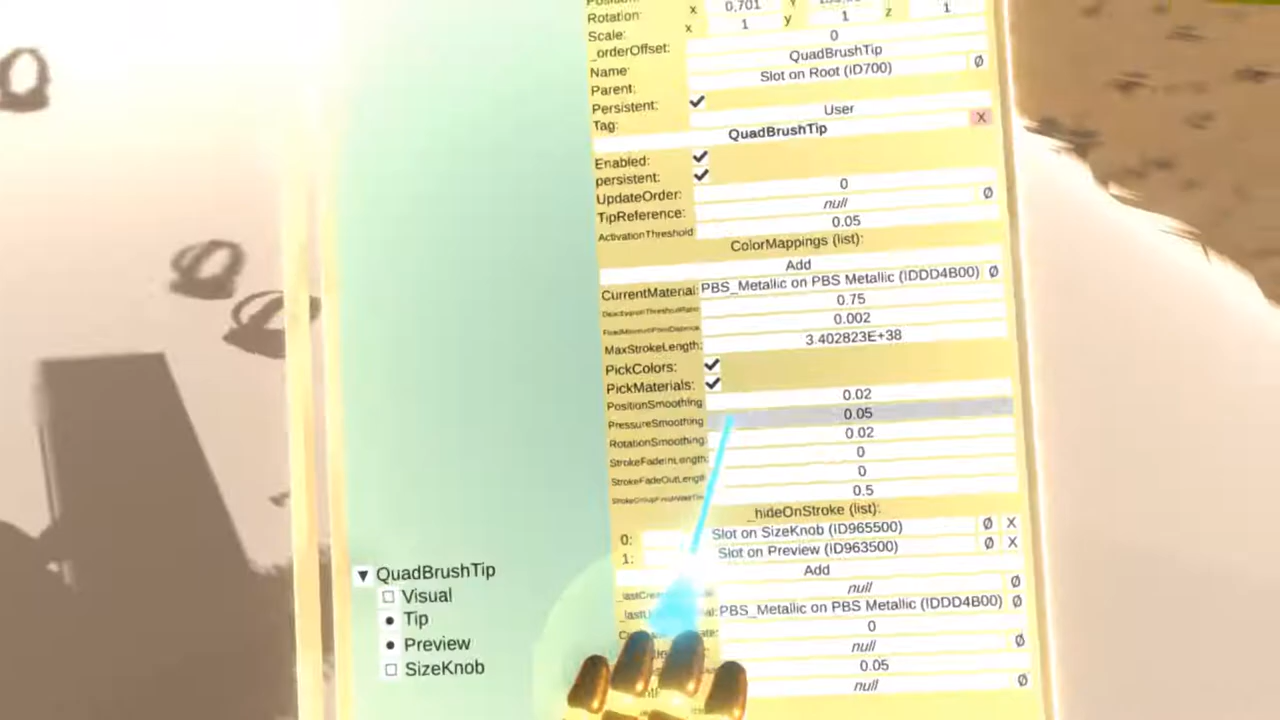 Rotation: x 0,701 y z 1
Scale: x 1 y 1
_orderOffset: 0
Name: QuadBrushTip
Parent: Slot on Root (ID700) Ø
Persistent: ✔
Tag: User
QuadBrushTip X
Enabled: ✔
persistent: ✔
UpdateOrder: 0
TipReference: null Ø
ActivationThreshold 0.05
ColorMappings (list):
Add
CurrentMaterial: PBS_Metallic on PBS Metallic (IDDD4B00) Ø
0.75
0.002
MaxStrokeLength: 3.402823E+38
PickColors: ✔
PickMaterials: ✔
PositionSmoothing 0.02
PressureSmoothing 0.05
RotationSmoothing 0.02
StrokeFadeInLength 0
StrokeFadeOutLength 0
0.5
_hideOnStroke (list):
0: Slot on SizeKnob (ID965500) Ø X
1: Slot on Preview (ID963500) Ø X
Add
null Ø
PBS_Metallic on PBS Metallic (IDDD4B00) Ø
0
null Ø
0.05
null Ø
▼ QuadBrushTip
Visual
Tip
Preview
SizeKnob